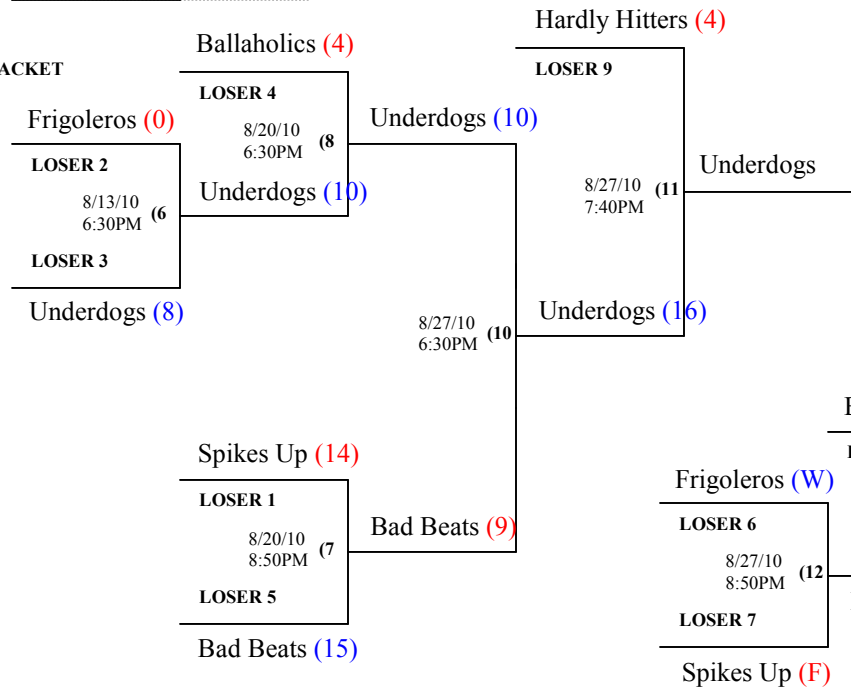 Hardly Hitters (4)
LOSER 9
Ballaholics (4)
ACKET
LOSER 4
Frigoleros (0)
8/20/10
6:30PM (8
Underdogs (10)
LOSER 2
Underdogs
8/27/10
7:40PM (11
8/13/10
6:30PM (6
Underdogs (10)
LOSER 3
Underdogs (8)
8/27/10
6:30PM (10
Underdogs (16)
Spikes Up (14)
LOSER 1
Frigoleros (W)
8/20/10
8:50PM (7
Bad Beats (9)
LOSER 6
8/27/10
8:50PM (12
LOSER 5
LOSER 7
Bad Beats (15)
Spikes Up (F)